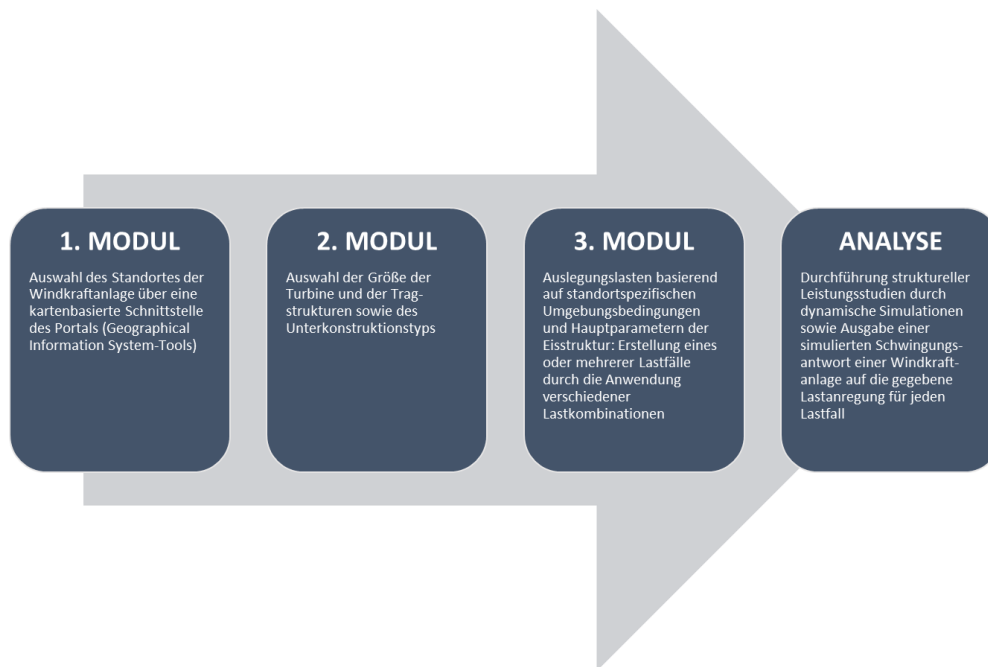 1. MODUL
Auswahl des Standortes der
Windkraftanlage über eine
kartenbasierte Schnittstelle
des Portals (Geographical
Information System-Tools)
2. MODUL
Auswahl der Größe der
Turbine und der Trag-
strukturen sowie des
Unterkonstruktionstyps
3. MODUL
Auslegungslasten basierend
auf standortspezifischen
Umgebungsbedingungen
und Hauptparametern der
Eisstruktur: Erstellung eines
oder mehrerer Lastfälle
durch die Anwendung
verschiedener
Lastkombinationen
ANALYSE
Durchführung struktureller
Leistungsstudien durch
dynamische Simulationen
sowie Ausgabe einer
simulierten Schwingungs-
antwort einer Windkraft-
anlage auf die gegebene
Lastanregung für jeden
Lastfall